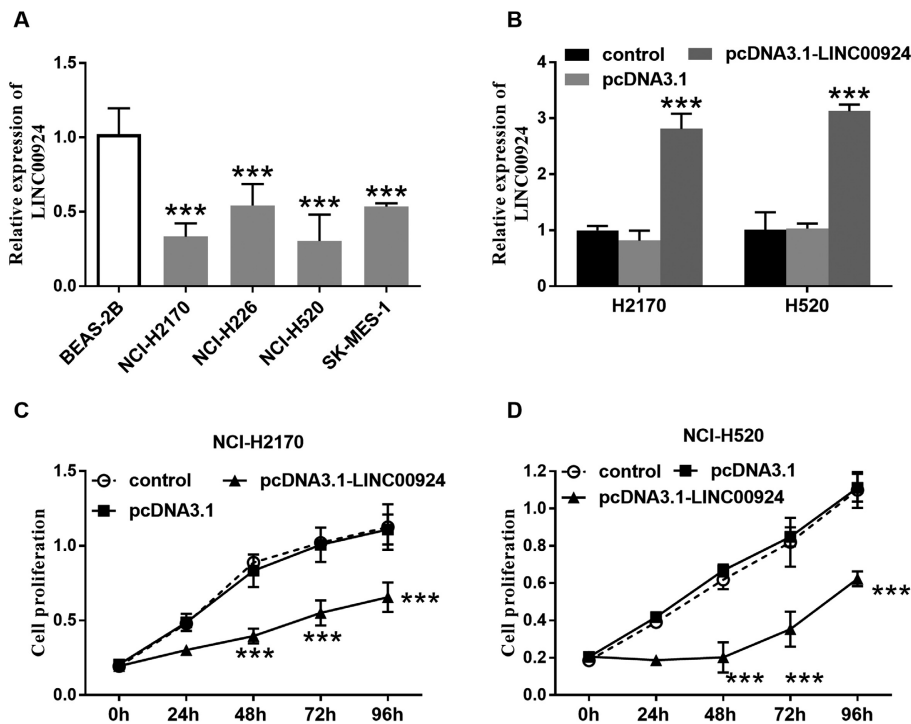 A
Relative expression of
LINC00924
1.5
1.0
0.5
0.0
***
***
***
***
BEAS-2B
NCI-H2170
NCI-H226
NCI-H520
SK-MES-1
B
Relative expression of
LINC00924
control
pcDNA3.1-LINC00924
pcDNA3.1
4
3
2
1
0
***
***
H2170
H520
C
NCI-H2170
Cell proliferation
control
pcDNA3.1-LINC00924
pcDNA3.1
1.5
1.0
0.5
0.0
***
***
***
0h
24h
48h
72h
96h
D
NCI-H520
Cell proliferation
control
pcDNA3.1
pcDNA3.1-LINC00924
1.2
1.0
0.8
0.6
0.4
0.2
0.0
***
***
***
0h
24h
48h
72h
96h